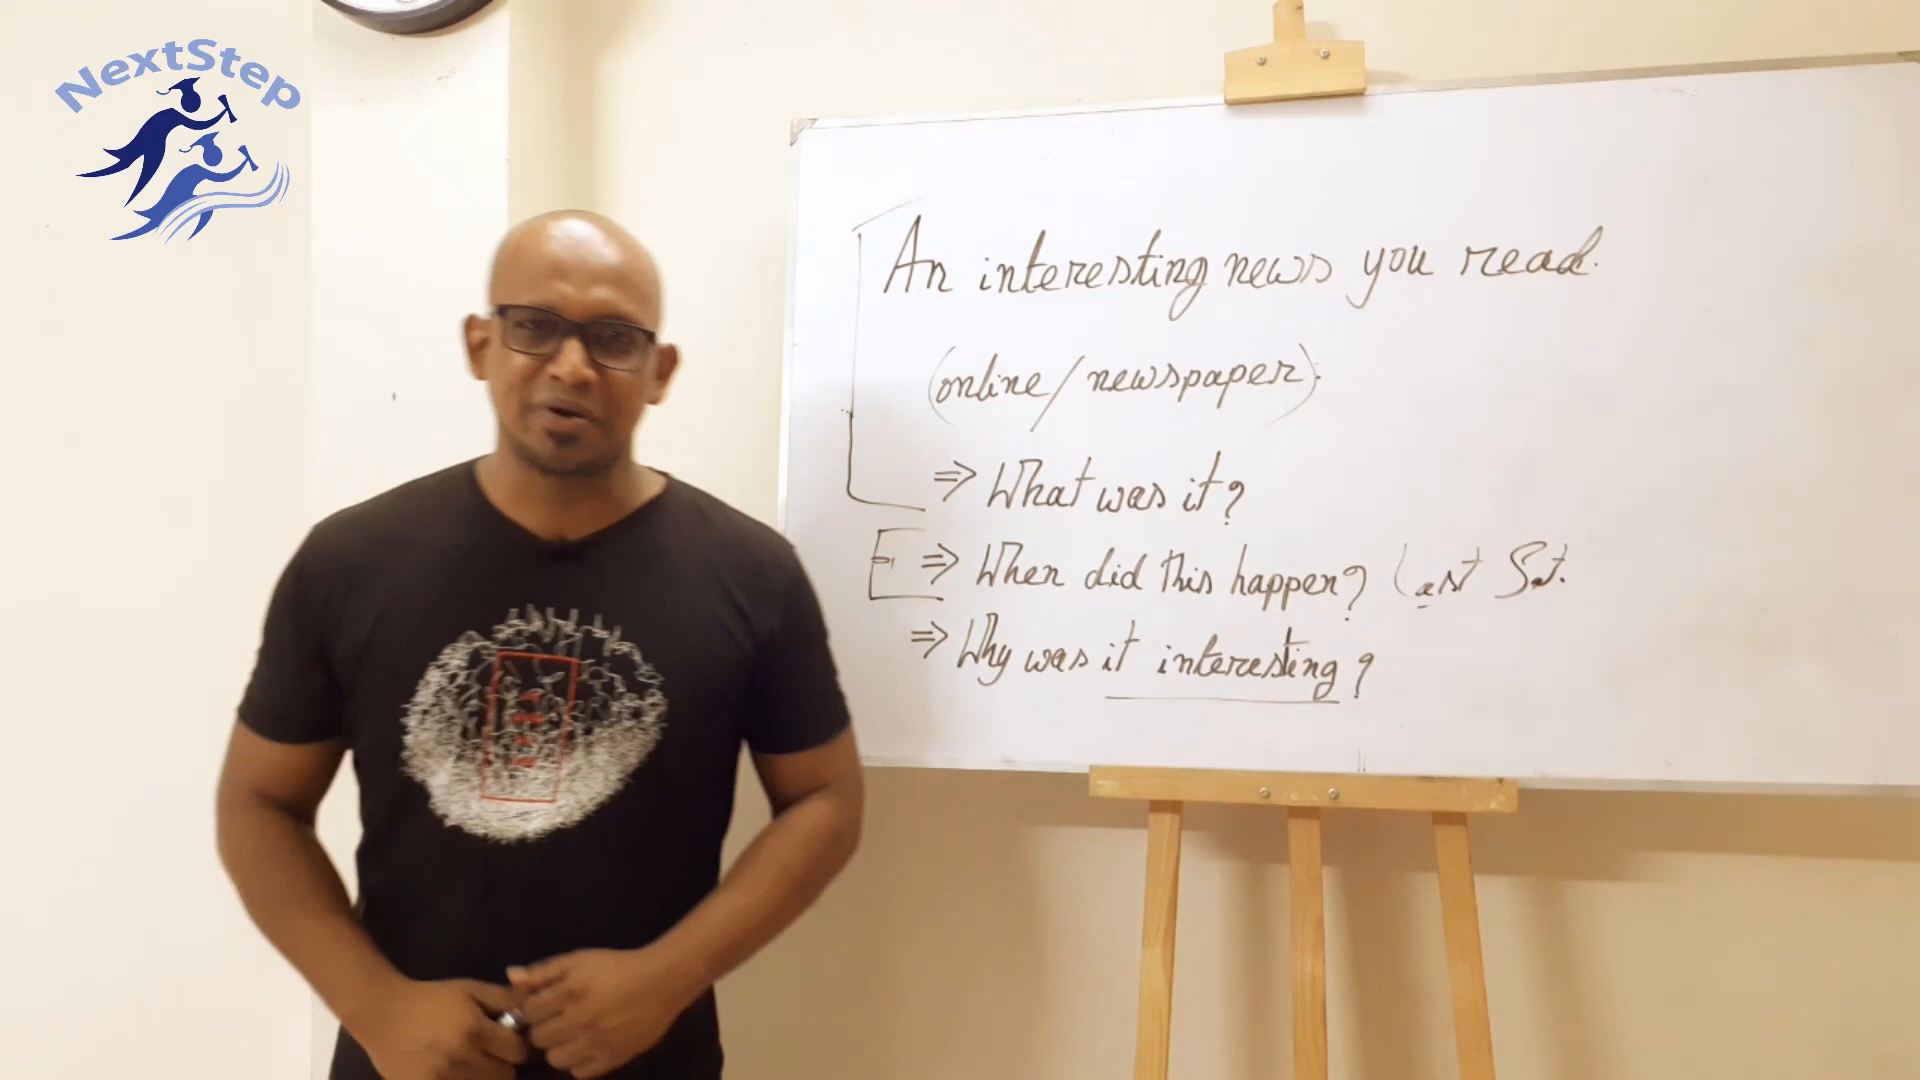 NextStep
An interesting news you read.
(online/newspaper).
⇒ What was it?
⇒ When did this happen? Last Sat.
⇒ Why was it interesting?